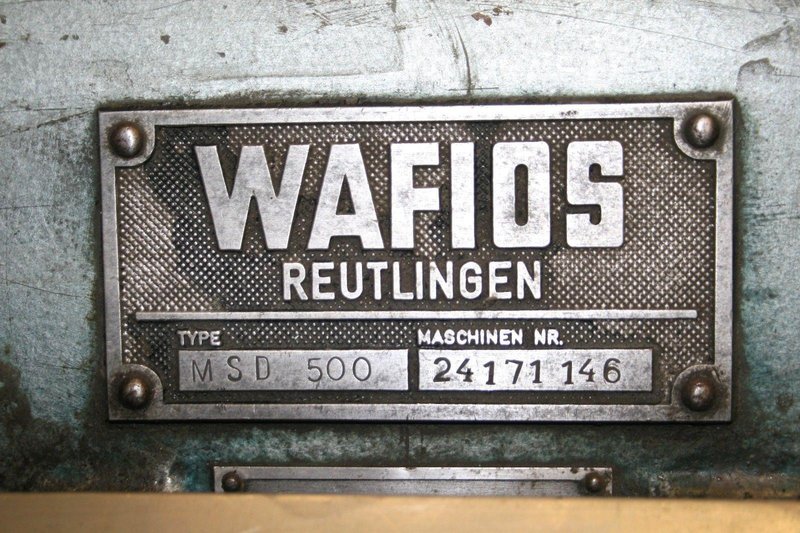 WAFIOS
REUTLINGEN
TYPE MASCHINEN NR.
MSD 500 24171 146